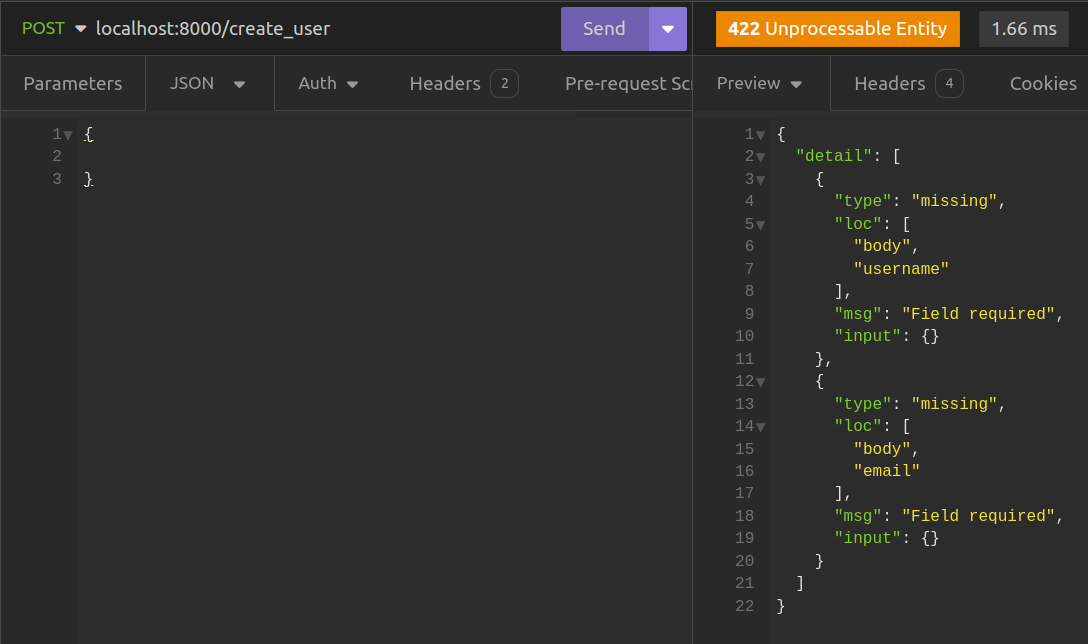 POST localhost:8000/create_user Send
422 Unprocessable Entity 1.66 ms
Parameters JSON Auth Headers 2 Pre-request Sc
Preview Headers 4 Cookies
1 {
2
3 }
1 {
2 "detail": [
3 {
4 "type": "missing",
5 "loc": [
6 "body",
7 "username"
8 ],
9 "msg": "Field required",
10 "input": {}
11 },
12 {
13 "type": "missing",
14 "loc": [
15 "body",
16 "email"
17 ],
18 "msg": "Field required",
19 "input": {}
20 }
21 ]
22 }